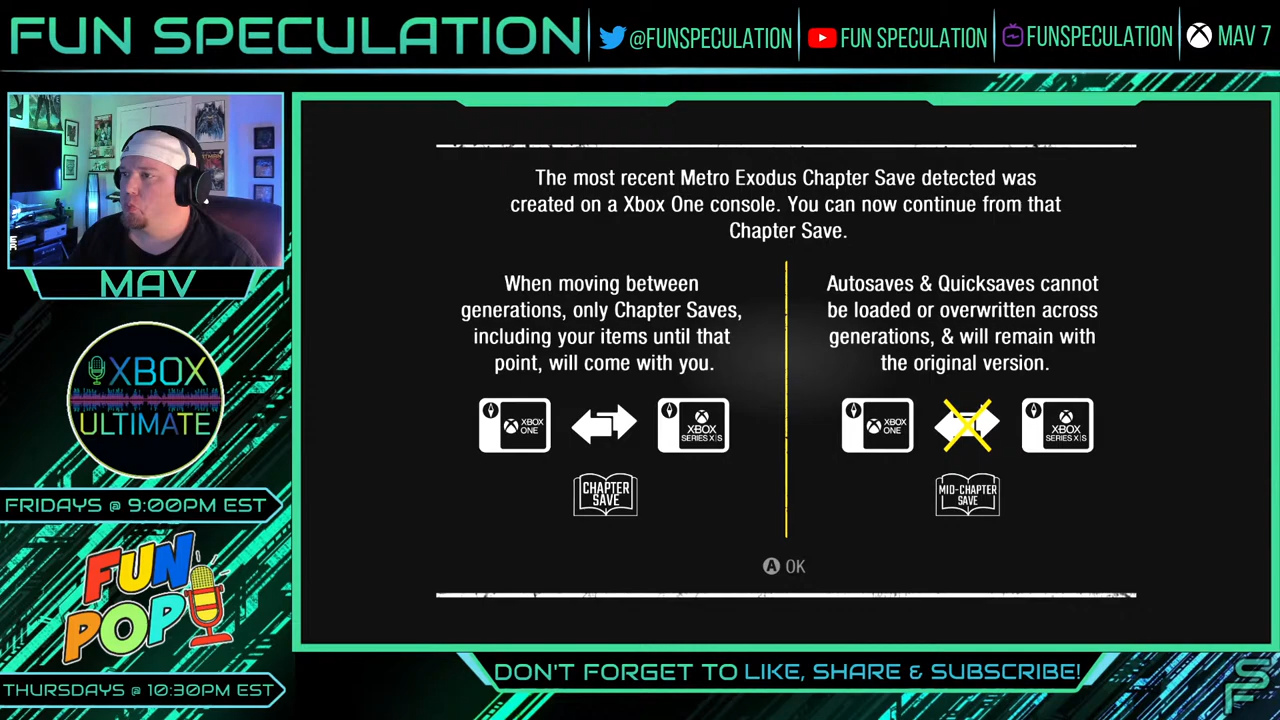 FUN SPECULATION
@FUNSPECULATION
FUN SPECULATION
FUNSPECULATION
MAV 7
MAV
XBOX
ULTIMATE
FRIDAYS @ 9:00PM EST
FUN
POP
THURSDAYS @ 10:30PM EST
The most recent Metro Exodus Chapter Save detected was
created on a Xbox One console. You can now continue from that
Chapter Save.
When moving between
generations, only Chapter Saves,
including your items until that
point, will come with you.
XBOX
ONE
XBOX
SERIES X|S
CHAPTER
SAVE
Autosaves & Quicksaves cannot
be loaded or overwritten across
generations, & will remain with
the original version.
XBOX
ONE
XBOX
SERIES X|S
MID-CHAPTER
SAVE
A OK
DON'T FORGET TO LIKE, SHARE & SUBSCRIBE!
SF